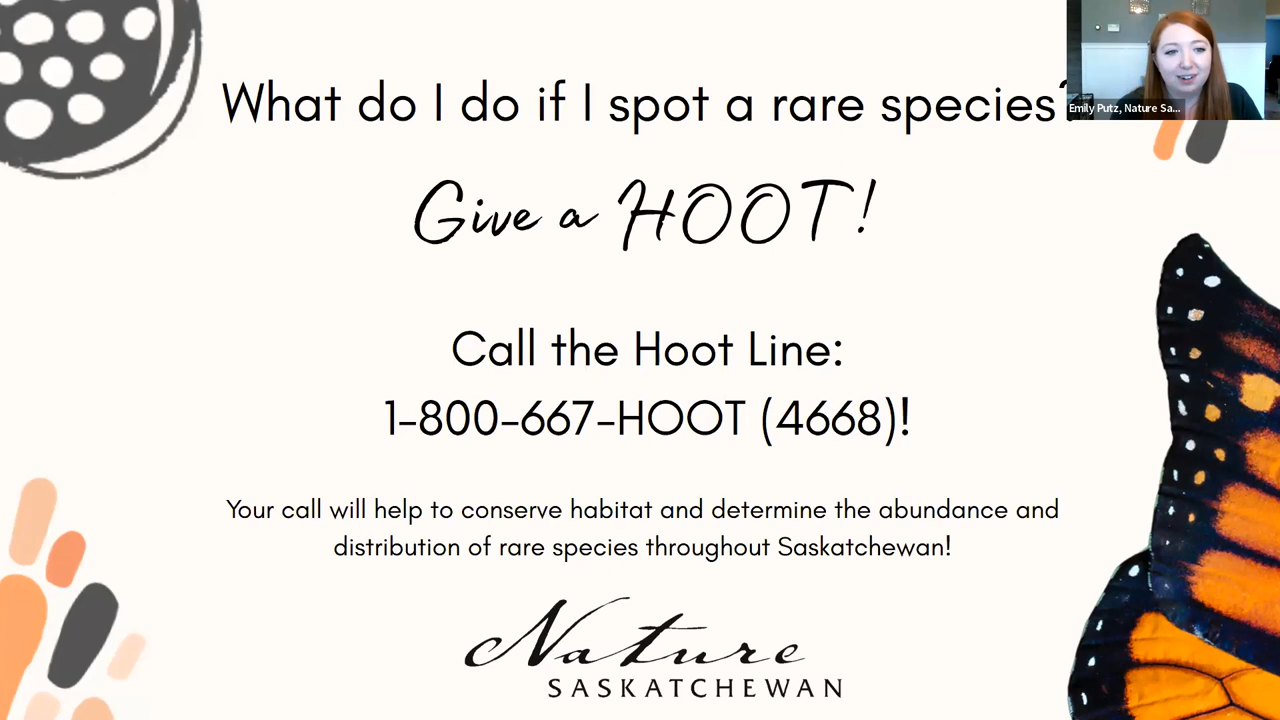 What do I do if I spot a rare species?
Emily Putz, Nature Sa...
Give a HOOT!
Call the Hoot Line:
1-800-667-HOOT (4668)!
Your call will help to conserve habitat and determine the abundance and
distribution of rare species throughout Saskatchewan!
Nature
SASKATCHEWAN